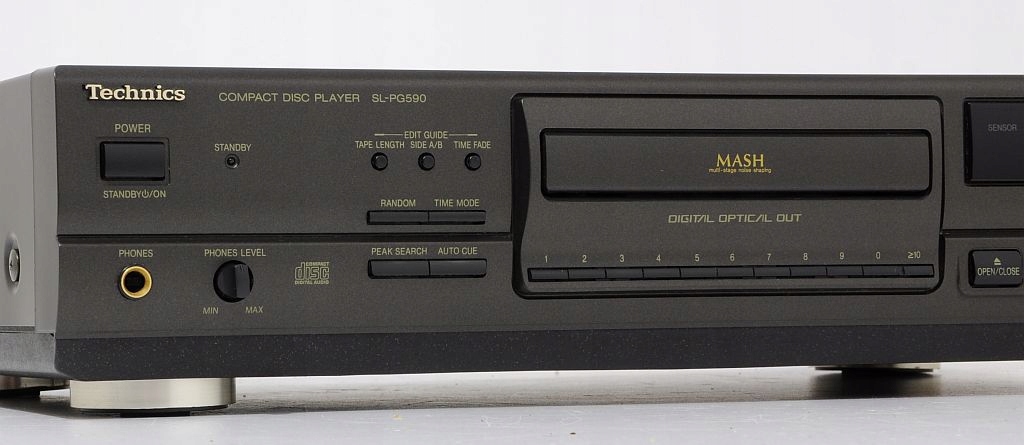 Technics
COMPACT DISC PLAYER SL-PG590
POWER
STANDBY⏻/ON
STANDBY
EDIT GUIDE
TAPE LENGTH SIDE A/B TIME FADE
RANDOM TIME MODE
PEAK SEARCH AUTO CUE
PHONES
PHONES LEVEL
MIN MAX
COMPACT
disc
DIGITAL AUDIO
MASH
multi-stage noise shaping
DIGITAL OPTICAL OUT
1 2 3 4 5 6 7 8 9 0 ≥10
SENSOR
OPEN/CLOSE